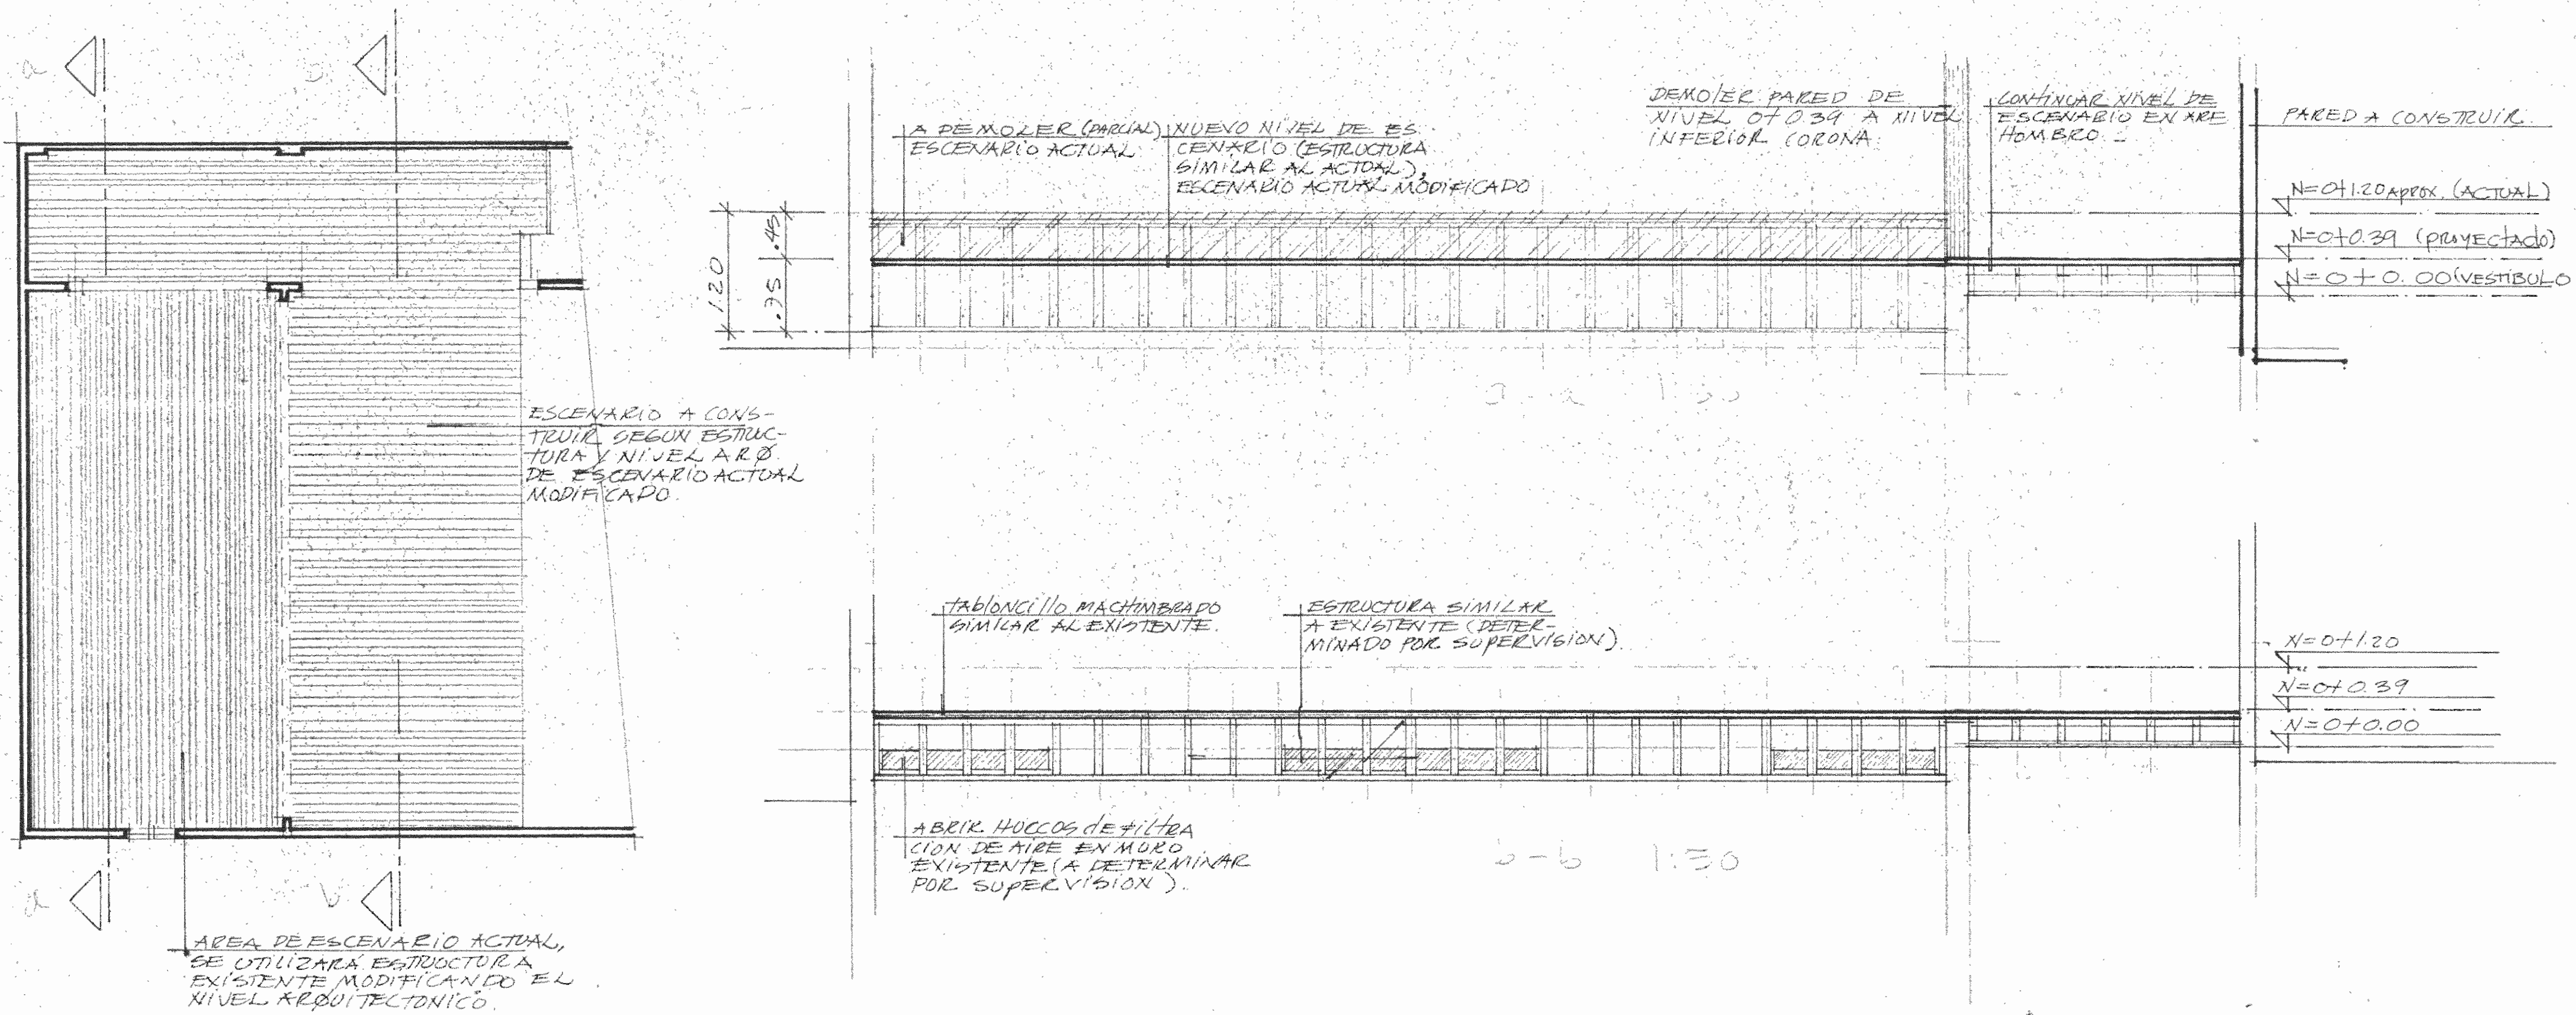 a
A DEMOLER (PARCIAL)
ESCENARIO ACTUAL
NUEVO NIVEL DE ES
CENARIO (ESTRUCTURA
SIMILAR AL ACTUAL),
ESCENARIO ACTUAL MODIFICADO
DEMOLER PARED DE
NIVEL 0+0.39 A NIVEL
INFERIOR CORONA
CONTINUAR NIVEL DE
ESCENARIO EN ARE
HOMBRO
PARED A CONSTRUIR
N=0+1.20 APROX. (ACTUAL)
N=0+0.39 (PROYECTADO)
N=0+0.00 (VESTIBULO
1.20
.45
.75
a-a
ESCENARIO A CONS-
TRUIR SEGUN ESTRUC-
TURA Y NIVEL ARQ
DE ESCENARIO ACTUAL
MODIFICADO.
TABLONCILLO MACHIMBRADO
SIMILAR AL EXISTENTE.
ESTRUCTURA SIMILAR
A EXISTENTE (DETER-
MINADO POR SUPERVISION).
N=0+1.20
N=0+0.39
N=0+0.00
ABRIR HUECOS DE FILTRA
CION DE AIRE EN MURO
EXISTENTE (A DETERMINAR
POR SUPERVISION).
b-b 1:50
a
b
AREA DE ESCENARIO ACTUAL,
SE UTILIZARÁ ESTRUCTURA
EXISTENTE MODIFICANDO EL
NIVEL ARQUITECTONICO.